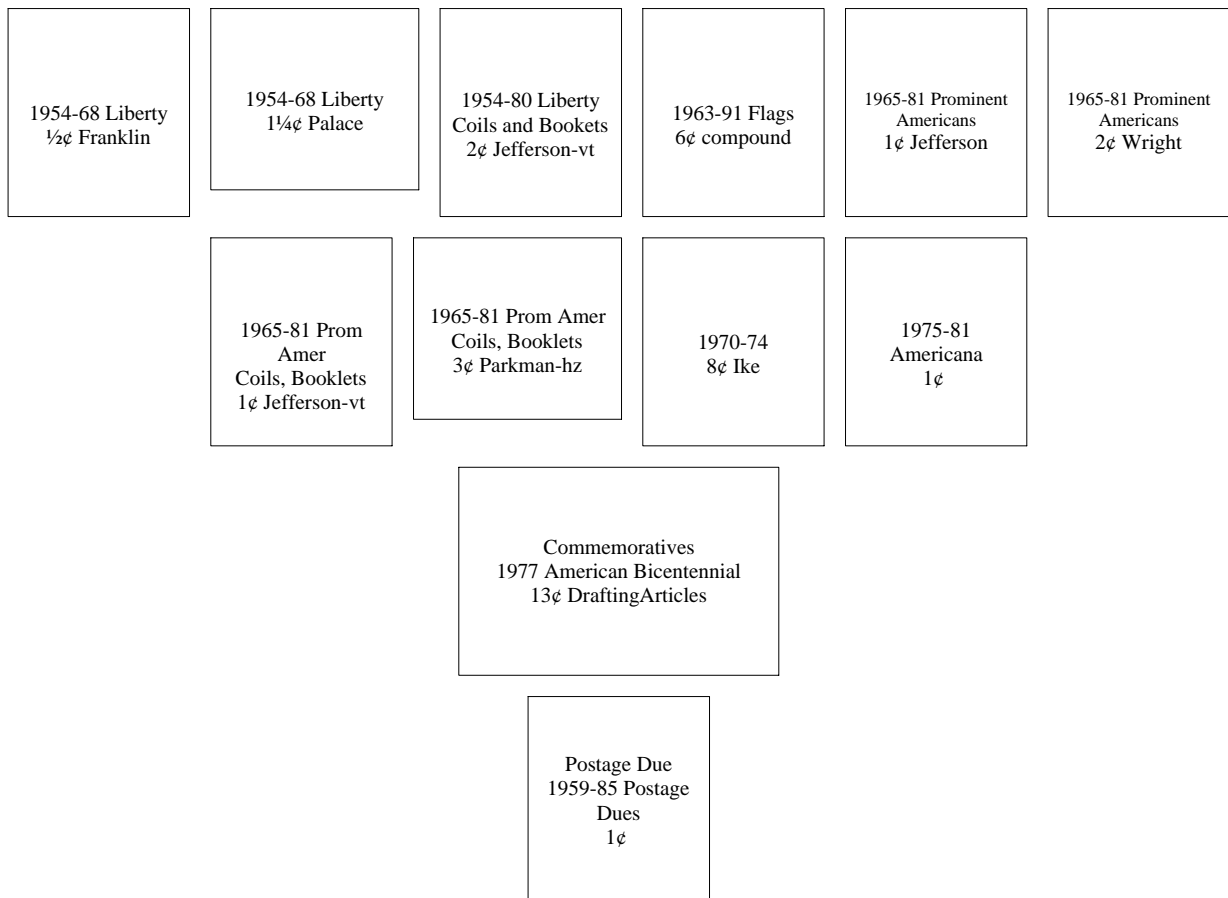 1954-68 Liberty
½¢ Franklin
1954-68 Liberty
1¼¢ Palace
1954-80 Liberty
Coils and Bookets
2¢ Jefferson-vt
1963-91 Flags
6¢ compound
1965-81 Prominent
Americans
1¢ Jefferson
1965-81 Prominent
Americans
2¢ Wright
1965-81 Prom
Amer
Coils, Booklets
1¢ Jefferson-vt
1965-81 Prom Amer
Coils, Booklets
3¢ Parkman-hz
1970-74
8¢ Ike
1975-81
Americana
1¢
Commemoratives
1977 American Bicentennial
13¢ DraftingArticles
Postage Due
1959-85 Postage
Dues
1¢